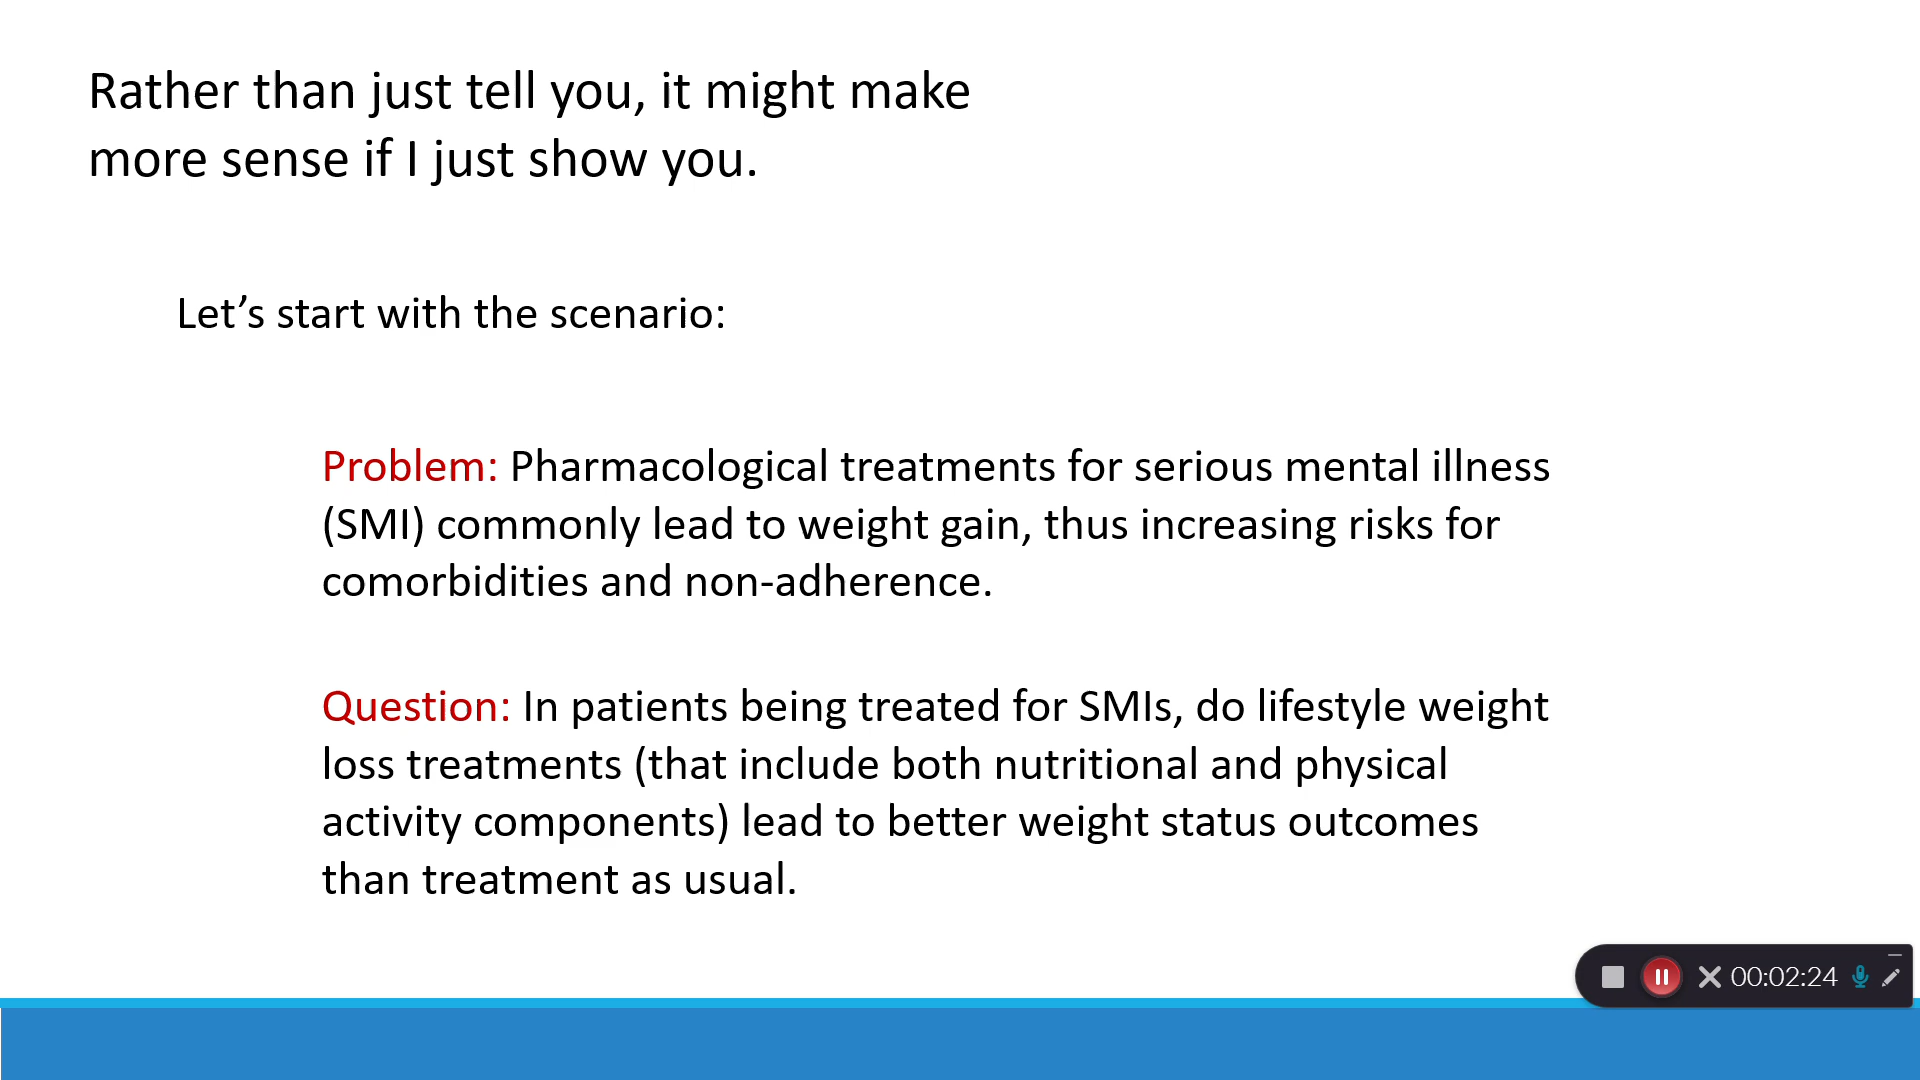 Rather than just tell you, it might make
more sense if I just show you.
Let’s start with the scenario:
Problem: Pharmacological treatments for serious mental illness
(SMI) commonly lead to weight gain, thus increasing risks for
comorbidities and non-adherence.
Question: In patients being treated for SMIs, do lifestyle weight
loss treatments (that include both nutritional and physical
activity components) lead to better weight status outcomes
than treatment as usual.
00:02:24